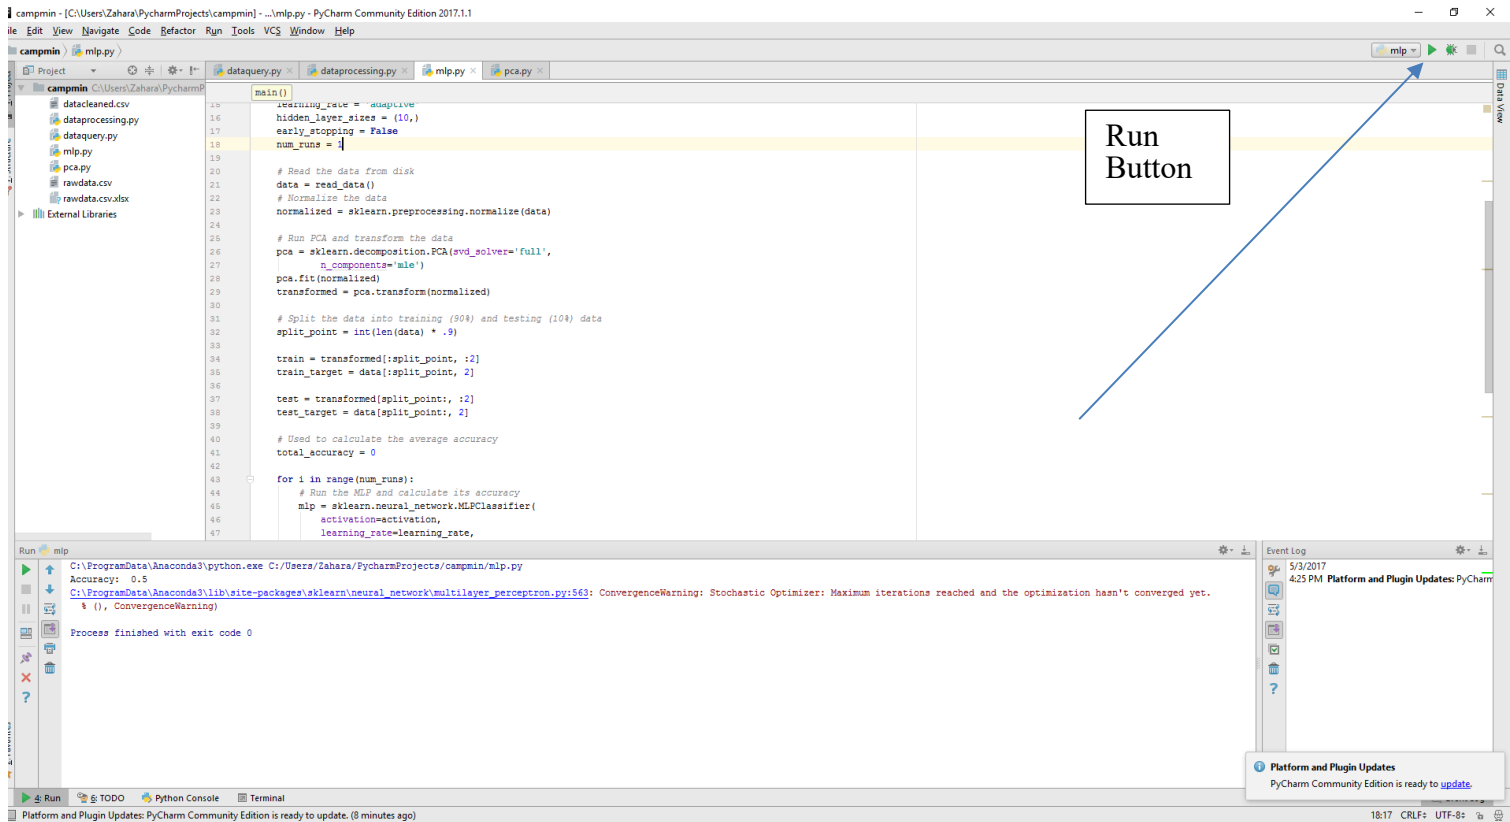 campmin - [C:\Users\Zahara\PycharmProjects\campmin] - ...\mlp.py - PyCharm Community Edition 2017.1.1
ile Edit View Navigate Code Refactor Run Tools VCS Window Help
campmin mlp.py mlp
Project dataquery.py dataprocessing.py mlp.py pca.py
campmin C:\Users\Zahara\PycharmP
datacleaned.csv
dataprocessing.py
dataquery.py
mlp.py
pca.py
rawdata.csv
rawdata.csv.xlsx
External Libraries
main()
15 learning_rate = 'adaptive'
16 hidden_layer_sizes = (10,)
17 early_stopping = False
18 num_runs = 1
19
20 # Read the data from disk
21 data = read_data()
22 # Normalize the data
23 normalized = sklearn.preprocessing.normalize(data)
24
25 # Run PCA and transform the data
26 pca = sklearn.decomposition.PCA(svd_solver='full',
27 n_components='mle')
28 pca.fit(normalized)
29 transformed = pca.transform(normalized)
30
31 # Split the data into training (90%) and testing (10%) data
32 split_point = int(len(data) * .9)
33
34 train = transformed[:split_point, :2]
35 train_target = data[:split_point, 2]
36
37 test = transformed[split_point:, :2]
38 test_target = data[split_point:, 2]
39
40 # Used to calculate the average accuracy
41 total_accuracy = 0
42
43 for i in range(num_runs):
44 # Run the MLP and calculate its accuracy
45 mlp = sklearn.neural_network.MLPClassifier(
46 activation=activation,
47 learning_rate=learning_rate,
Run
Button
Data View
Run mlp
C:\ProgramData\Anaconda3\python.exe C:/Users/Zahara/PycharmProjects/campmin/mlp.py
Accuracy: 0.5
C:\ProgramData\Anaconda3\lib\site-packages\sklearn\neural_network\multilayer_perceptron.py:563: ConvergenceWarning: Stochastic Optimizer: Maximum iterations reached and the optimization hasn't converged yet.
% (), ConvergenceWarning)
Process finished with exit code 0
Event Log
5/3/2017
4:25 PM Platform and Plugin Updates: PyCharm
Platform and Plugin Updates
PyCharm Community Edition is ready to update.
4: Run 6: TODO Python Console Terminal
Platform and Plugin Updates: PyCharm Community Edition is ready to update. (8 minutes ago)
18:17 CRLF÷ UTF-8÷